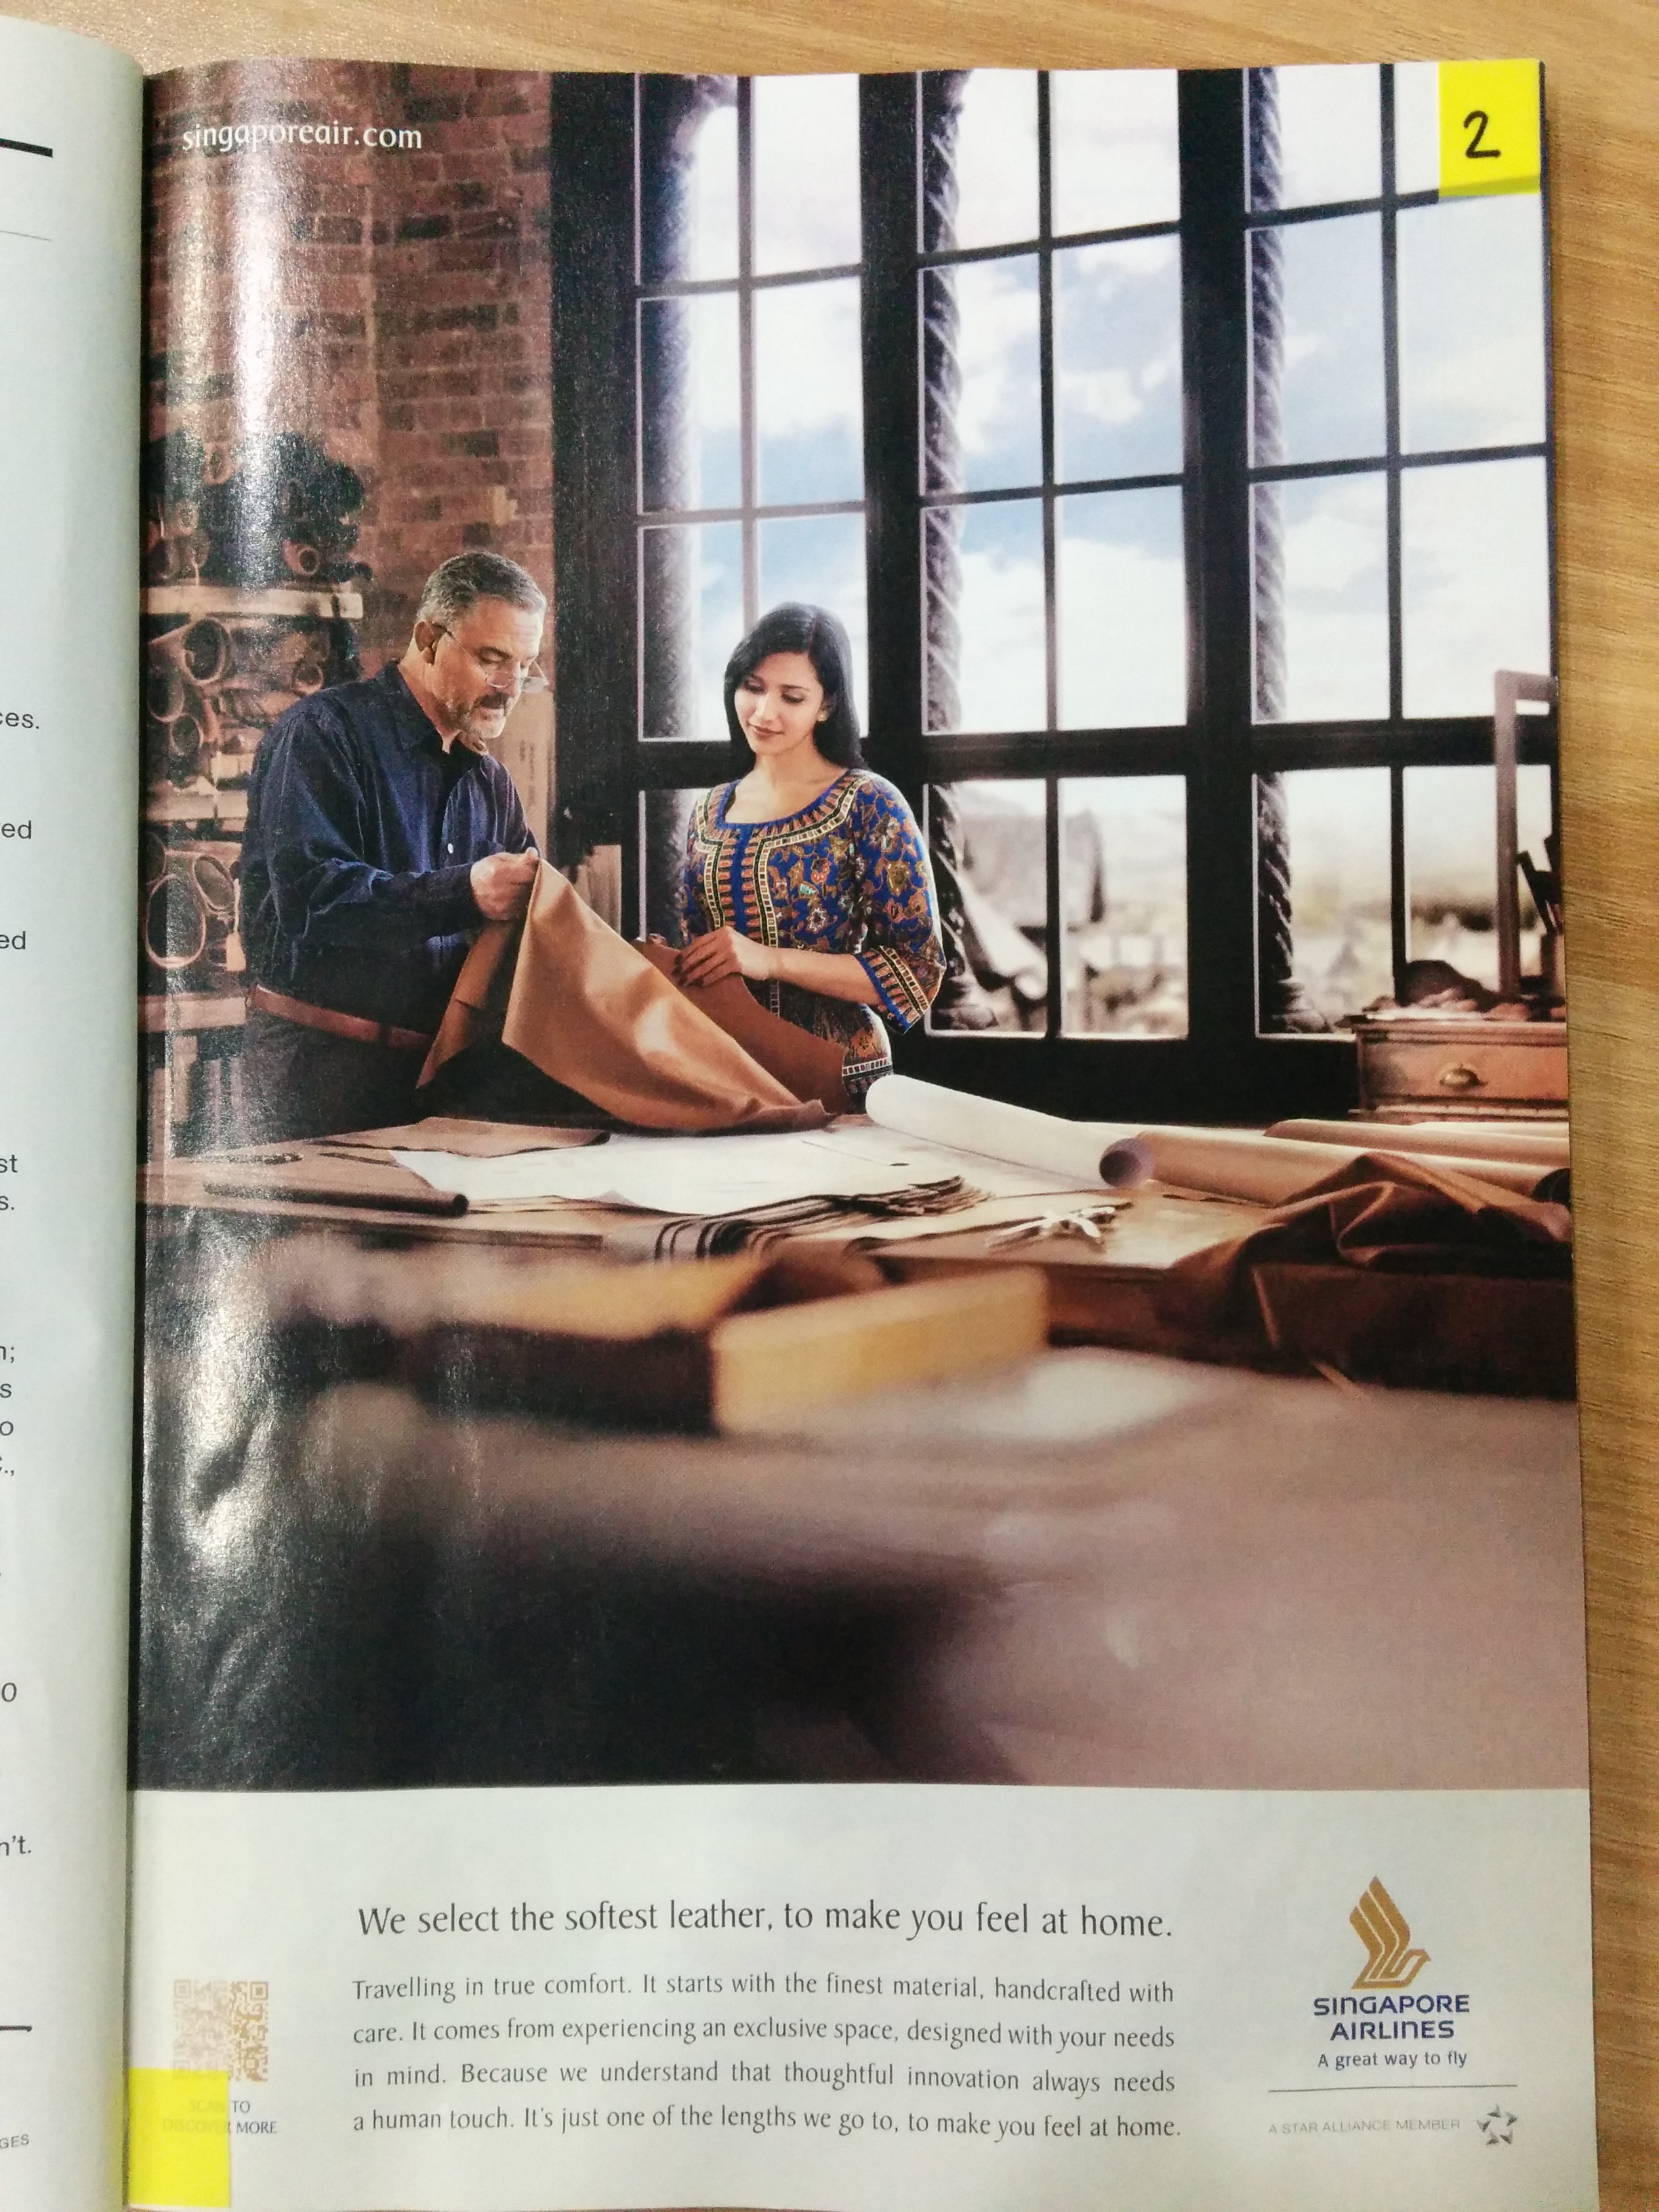 ces.
ed
ed
st
s.
n;
s
o
C.,
0
n't.
GES
singaporeair.com
2
We select the softest leather, to make you feel at home.
Travelling in true comfort. It starts with the finest material, handcrafted with
care. It comes from experiencing an exclusive space, designed with your needs
in mind. Because we understand that thoughtful innovation always needs
a human touch. It's just one of the lengths we go to, to make you feel at home.
SCAN TO
DISCOVER MORE
SINGAPORE
AIRLINES
A great way to fly
A STAR ALLIANCE MEMBER